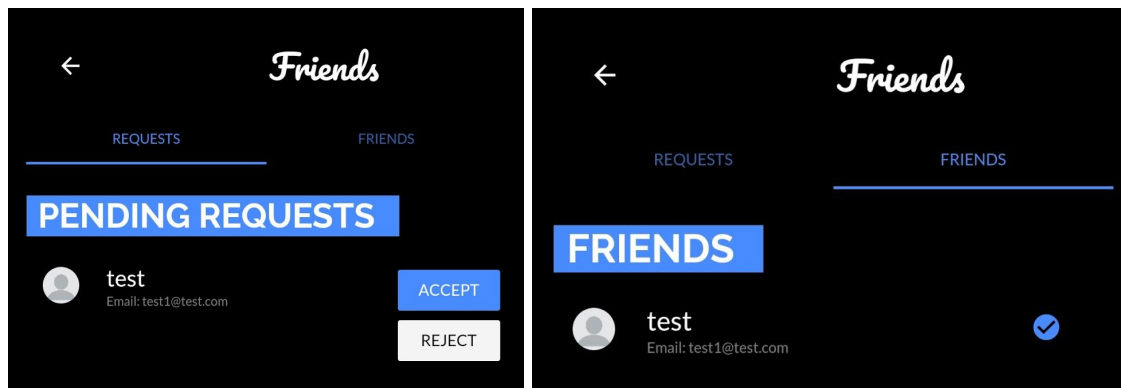 Friends
REQUESTS FRIENDS
PENDING REQUESTS
test
Email: test1@test.com
ACCEPT
REJECT
Friends
REQUESTS FRIENDS
FRIENDS
test
Email: test1@test.com